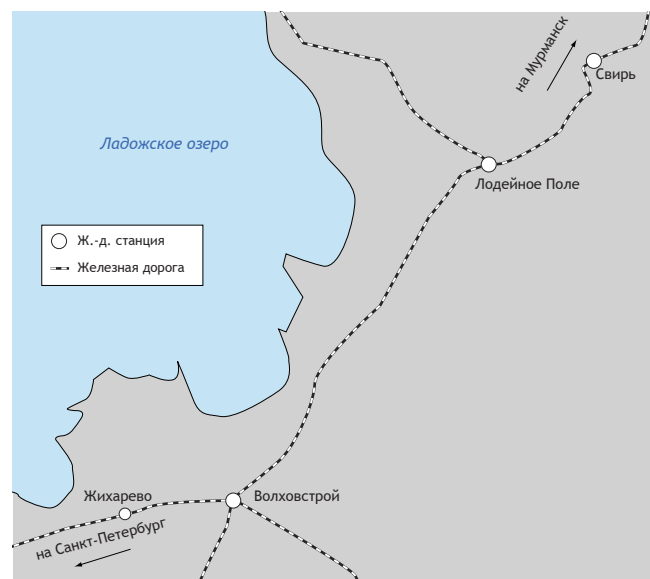 на Мурманск
Свирь
Ладожское озеро
Лодейное Поле
Ж.-д. станция
Железная дорога
Жихарево
Волховстрой
на Санкт-Петербург